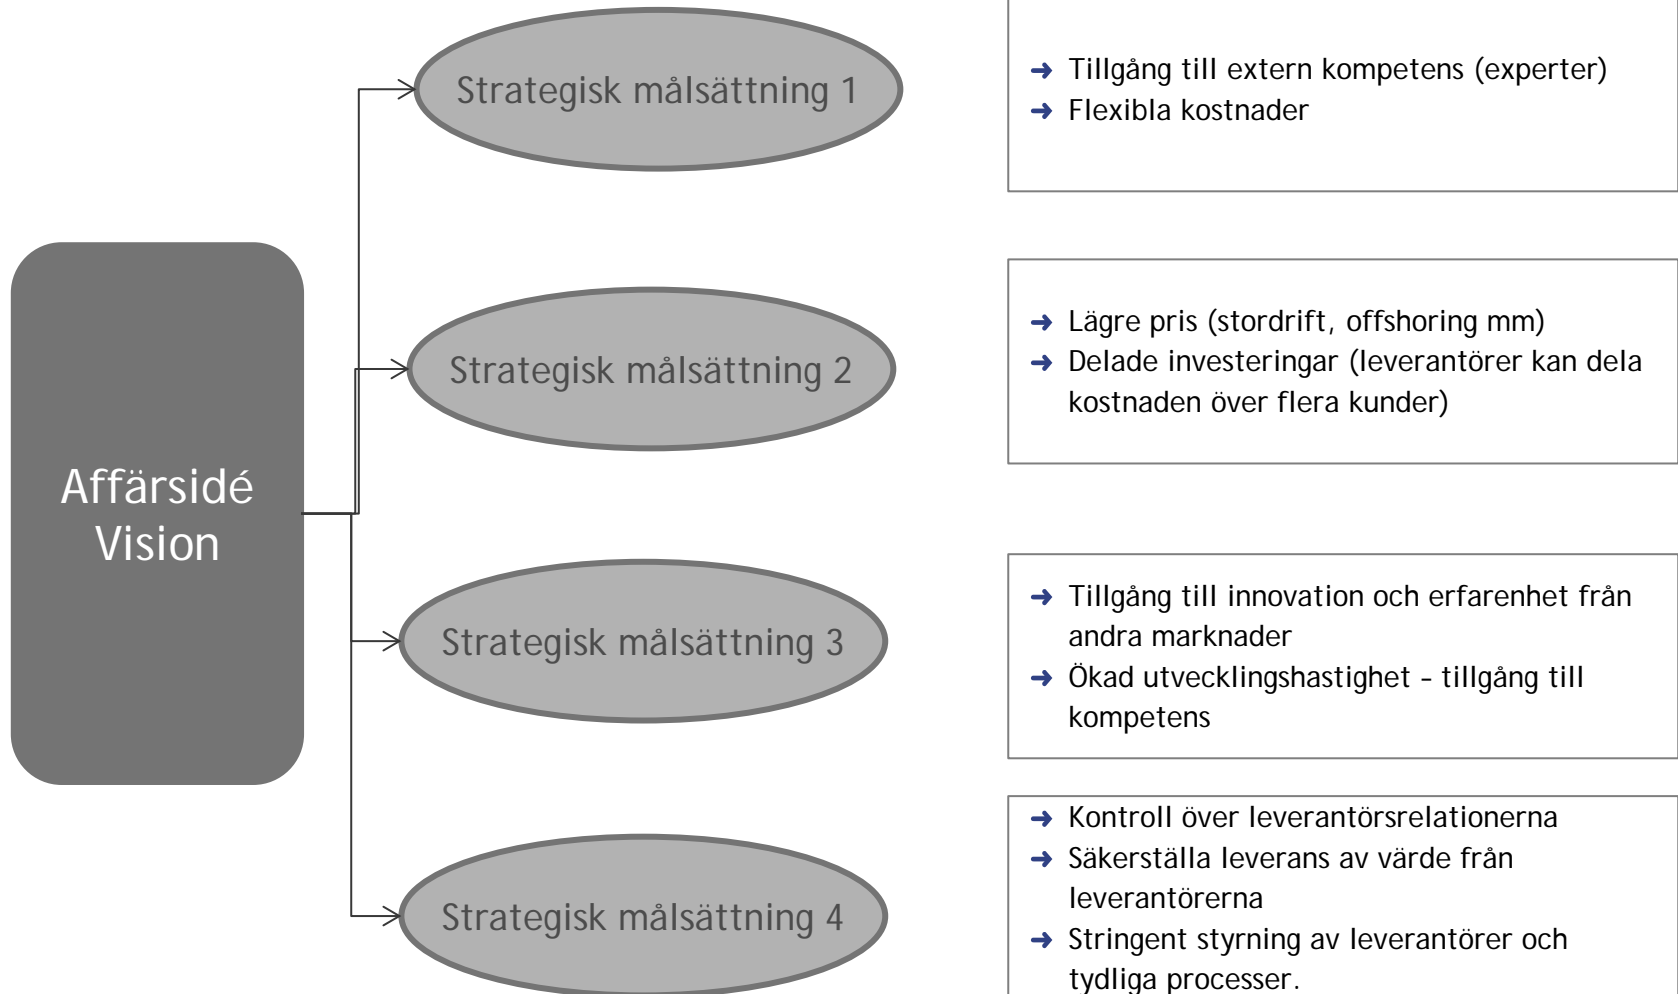 Strategisk målsättning 1
➜ Tillgång till extern kompetens (experter)
➜ Flexibla kostnader
Strategisk målsättning 2
➜ Lägre pris (stordrift, offshoring mm)
➜ Delade investeringar (leverantörer kan dela
kostnaden över flera kunder)
Affärsidé
Vision
Strategisk målsättning 3
➜ Tillgång till innovation och erfarenhet från
andra marknader
➜ Ökad utvecklingshastighet – tillgång till
kompetens
Strategisk målsättning 4
➜ Kontroll över leverantörsrelationerna
➜ Säkerställa leverans av värde från
leverantörerna
➜ Stringent styrning av leverantörer och
tydliga processer.